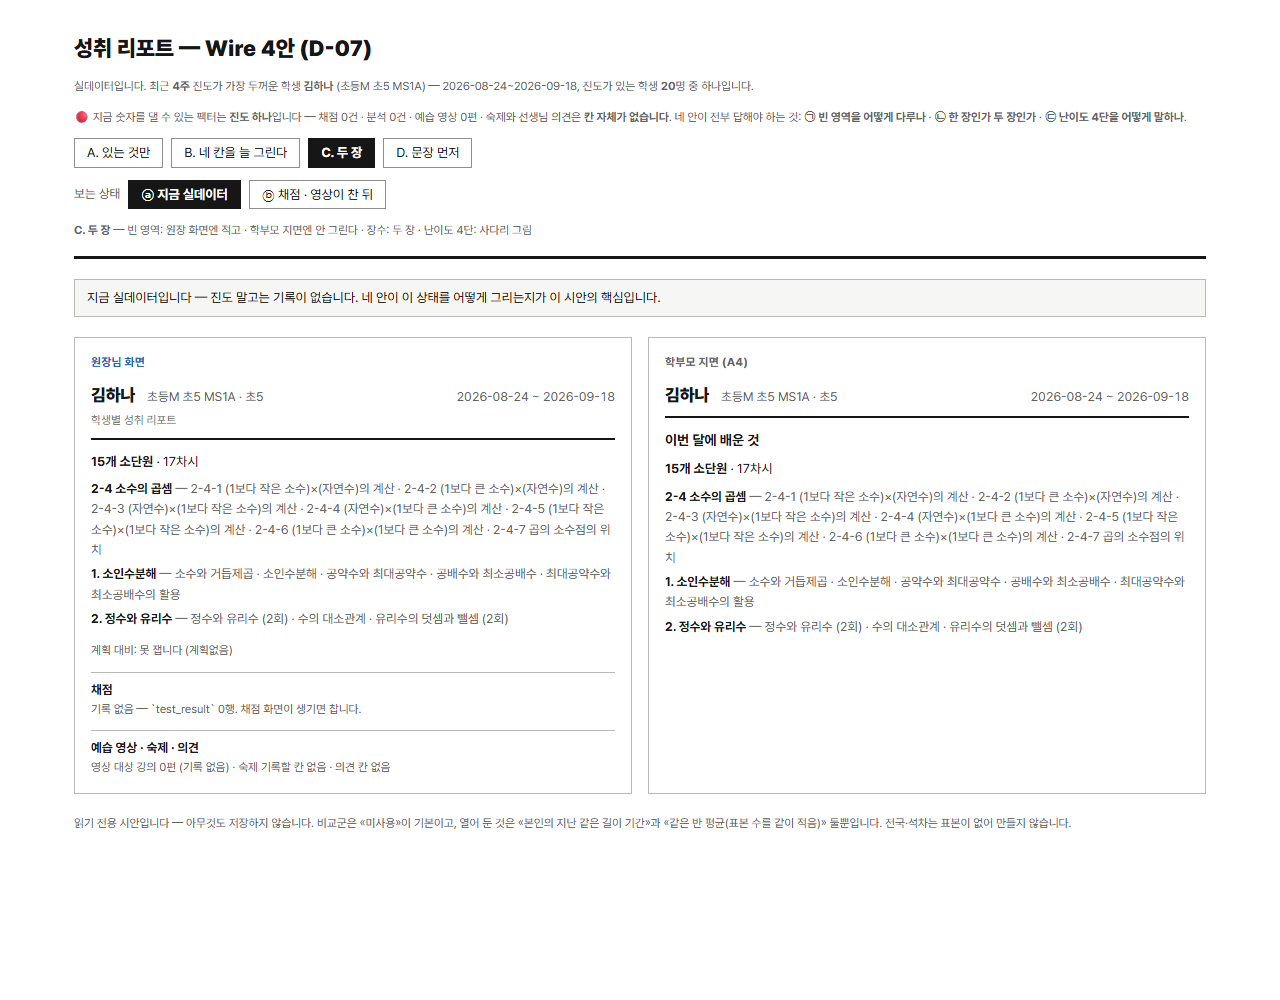 성취 리포트 — Wire 4안 (D-07)
실데이터입니다. 최근 4주 진도가 가장 두꺼운 학생 김하나 (초등M 초5 MS1A) — 2026-08-24~2026-09-18, 진도가 있는 학생 20명 중 하나입니다.
지금 숫자를 댈 수 있는 팩터는 진도 하나입니다 — 채점 0건 · 분석 0건 · 예습 영상 0편 · 숙제와 선생님 의견은 칸 자체가 없습니다. 네 안이 전부 답해야 하는 것: ㉠ 빈 영역을 어떻게 다루나 · ㉡ 한 장인가 두 장인가 · ㉢ 난이도 4단을 어떻게 말하나.
A. 있는 것만
B. 네 칸을 늘 그린다
C. 두 장
D. 문장 먼저
보는 상태
ⓐ 지금 실데이터
ⓑ 채점 · 영상이 찬 뒤
C. 두 장 — 빈 영역: 원장 화면엔 적고 · 학부모 지면엔 안 그린다 · 장수: 두 장 · 난이도 4단: 사다리 그림
지금 실데이터입니다 — 진도 말고는 기록이 없습니다. 네 안이 이 상태를 어떻게 그리는지가 이 시안의 핵심입니다.
원장님 화면
김하나 초등M 초5 MS1A · 초5 2026-08-24 ~ 2026-09-18
학생별 성취 리포트
15개 소단원 · 17차시
2-4 소수의 곱셈 — 2-4-1 (1보다 작은 소수)×(자연수)의 계산 · 2-4-2 (1보다 큰 소수)×(자연수)의 계산 ·
2-4-3 (자연수)×(1보다 작은 소수)의 계산 · 2-4-4 (자연수)×(1보다 큰 소수)의 계산 · 2-4-5 (1보다 작은
소수)×(1보다 작은 소수)의 계산 · 2-4-6 (1보다 큰 소수)×(1보다 큰 소수)의 계산 · 2-4-7 곱의 소수점의 위
치
1. 소인수분해 — 소수와 거듭제곱 · 소인수분해 · 공약수와 최대공약수 · 공배수와 최소공배수 · 최대공약수와
최소공배수의 활용
2. 정수와 유리수 — 정수와 유리수 (2회) · 수의 대소관계 · 유리수의 덧셈과 뺄셈 (2회)
계획 대비: 못 잽니다 (계획없음)
채점
기록 없음 — `test_result` 0행. 채점 화면이 생기면 찹니다.
예습 영상 · 숙제 · 의견
영상 대상 강의 0편 (기록 없음) · 숙제 기록할 칸 없음 · 의견 칸 없음
학부모 지면 (A4)
김하나 초등M 초5 MS1A · 초5 2026-08-24 ~ 2026-09-18
이번 달에 배운 것
15개 소단원 · 17차시
2-4 소수의 곱셈 — 2-4-1 (1보다 작은 소수)×(자연수)의 계산 · 2-4-2 (1보다 큰 소수)×(자연수)의 계산 ·
2-4-3 (자연수)×(1보다 작은 소수)의 계산 · 2-4-4 (자연수)×(1보다 큰 소수)의 계산 · 2-4-5 (1보다 작은
소수)×(1보다 작은 소수)의 계산 · 2-4-6 (1보다 큰 소수)×(1보다 큰 소수)의 계산 · 2-4-7 곱의 소수점의 위
치
1. 소인수분해 — 소수와 거듭제곱 · 소인수분해 · 공약수와 최대공약수 · 공배수와 최소공배수 · 최대공약수와
최소공배수의 활용
2. 정수와 유리수 — 정수와 유리수 (2회) · 수의 대소관계 · 유리수의 덧셈과 뺄셈 (2회)
읽기 전용 시안입니다 — 아무것도 저장하지 않습니다. 비교군은 «미사용»이 기본이고, 열어 둔 것은 «본인의 지난 같은 길이 기간»과 «같은 반 평균(표본 수를 같이 적음)» 둘뿐입니다. 전국·석차는 표본이 없어 만들지 않습니다.